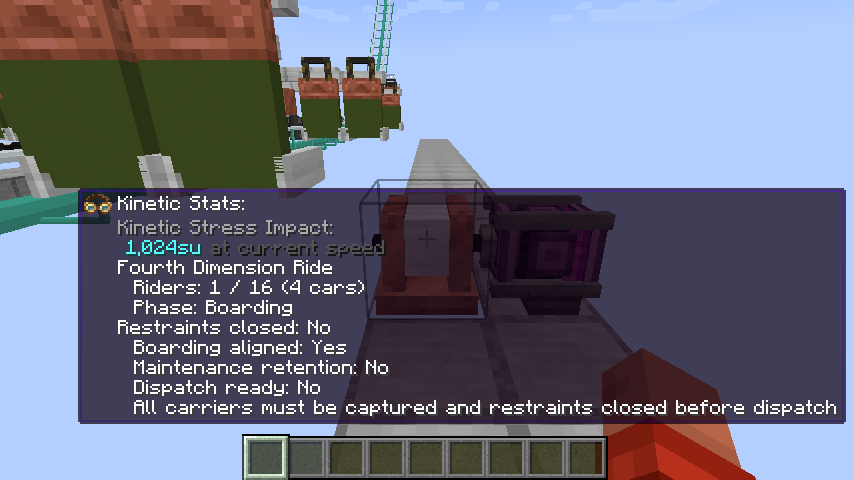 Kinetic Stats:
Kinetic Stress Impact:
1,024su at current speed
Fourth Dimension Ride
Riders: 1 / 16 (4 cars)
Phase: Boarding
Restraints closed: No
Boarding aligned: Yes
Maintenance retention: No
Dispatch ready: No
All carriers must be captured and restraints closed before dispatch